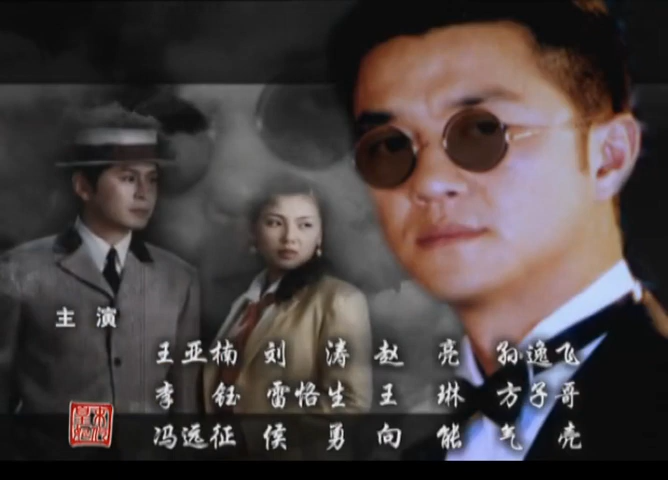 主演
王亚楠 刘涛 赵亮 孙逸飞
李钰 雷恪生 王琳 方子哥
冯远征 侯勇 向能 气亮